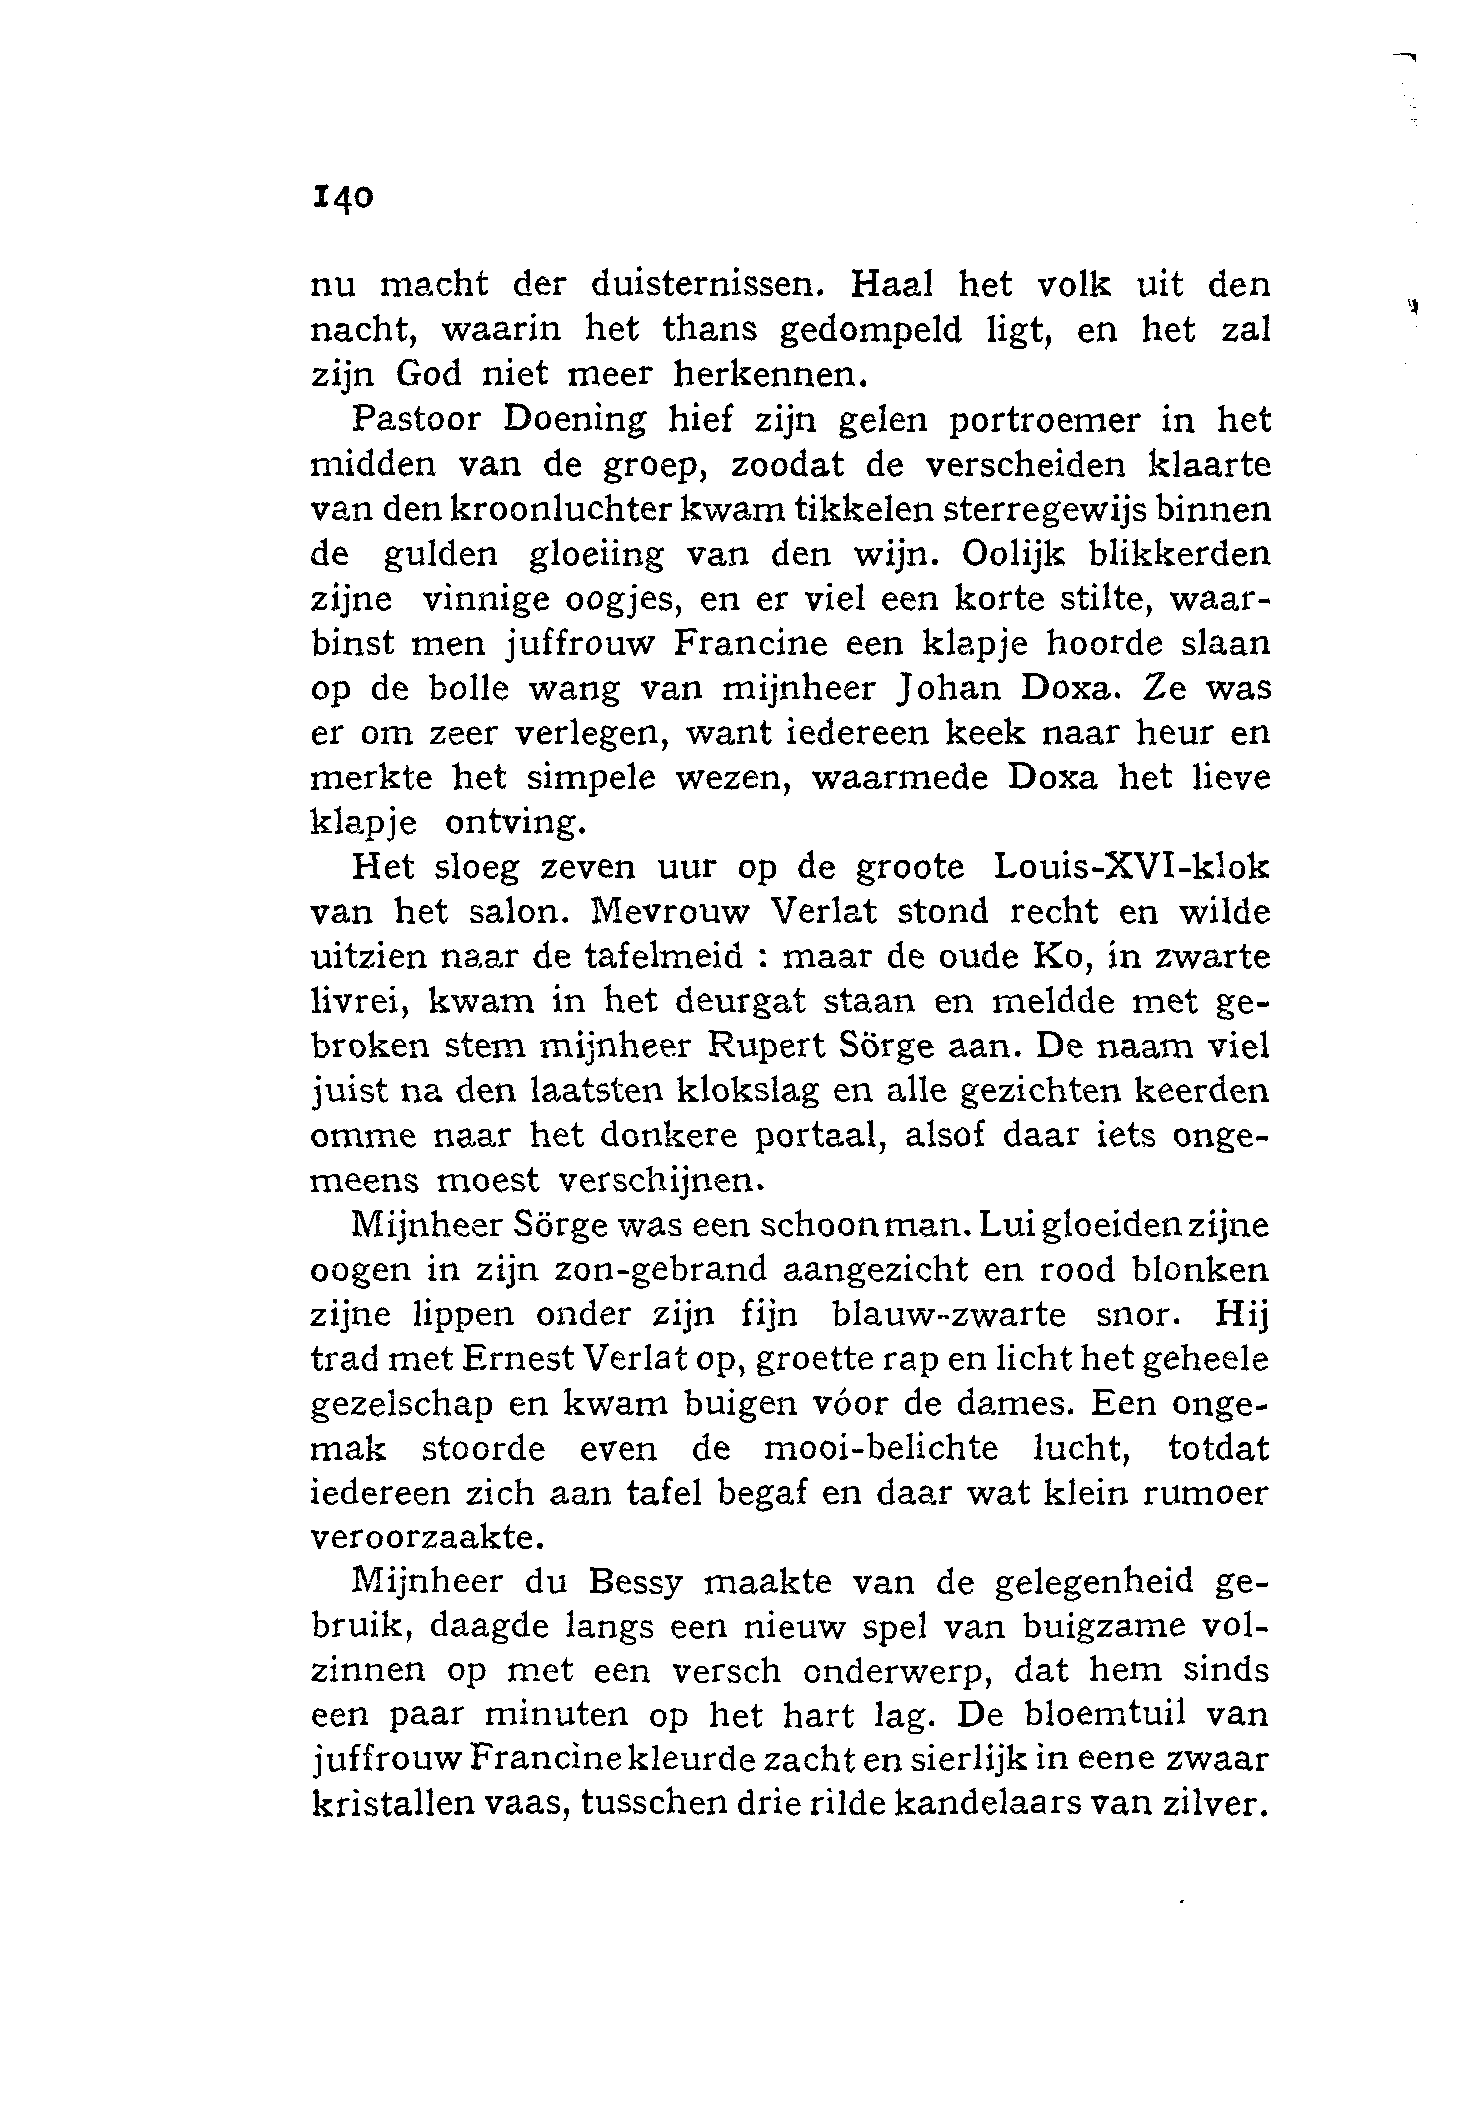 140
nu macht der duisternissen. Haal het volk uit den
nacht, waarin het thans gedompeld ligt, en het zal
zijn God niet meer herkennen.
Pastoor Doening hief zijn gelen portroemer in het
midden van de groep, zoodat de verscheiden klaarte
van den kroonluchter kwam tikkelen sterregewijs binnen
de gulden gloeiing van den wijn. Oolijk blikkerden
zijne vinnige oogjes, en er viel een korte stilte, waar-
binst men juffrouw Francine een klapje hoorde slaan
op de bolle wang van mijnheer Johan Doxa. Ze was
er om zeer verlegen, want iedereen keek naar heur en
merkte het simpele wezen, waarmede Doxa het lieve
klapje ontving.
Het sloeg zeven uur op de groote Louis-XVI-klok
van het salon. Mevrouw Verlat stond recht en wilde
uitzien naar de tafelmeid : maar de oude Ko, in zwarte
livrei, kwam in het deurgat staan en meldde met ge-
broken stem mijnheer Rupert Sörge aan. De naam viel
juist na den laatsten klokslag en alle gezichten keerden
omme naar het donkere portaal, alsof daar iets onge-
meens moest verschijnen.
Mijnheer Sörge was een schoon man. Lui gloeiden zijne
oogen in zijn zon-gebrand aangezicht en rood blonken
zijne lippen onder zijn fijn blauw-zwarte snor. Hij
trad met Ernest Verlat op, groette rap en licht het geheele
gezelschap en kwam buigen vóor de dames. Een onge-
mak stoorde even de mooi-belichte lucht, totdat
iedereen zich aan tafel begaf en daar wat klein rumoer
veroorzaakte.
Mijnheer du Bessy maakte van de gelegenheid ge-
bruik, daagde langs een nieuw spel van buigzame vol-
zinnen op met een versch onderwerp, dat hem sinds
een paar minuten op het hart lag. De bloemtuil van
juffrouw Francine kleurde zacht en sierlijk in eene zwaar
kristallen vaas, tusschen drie rilde kandelaars van zilver.